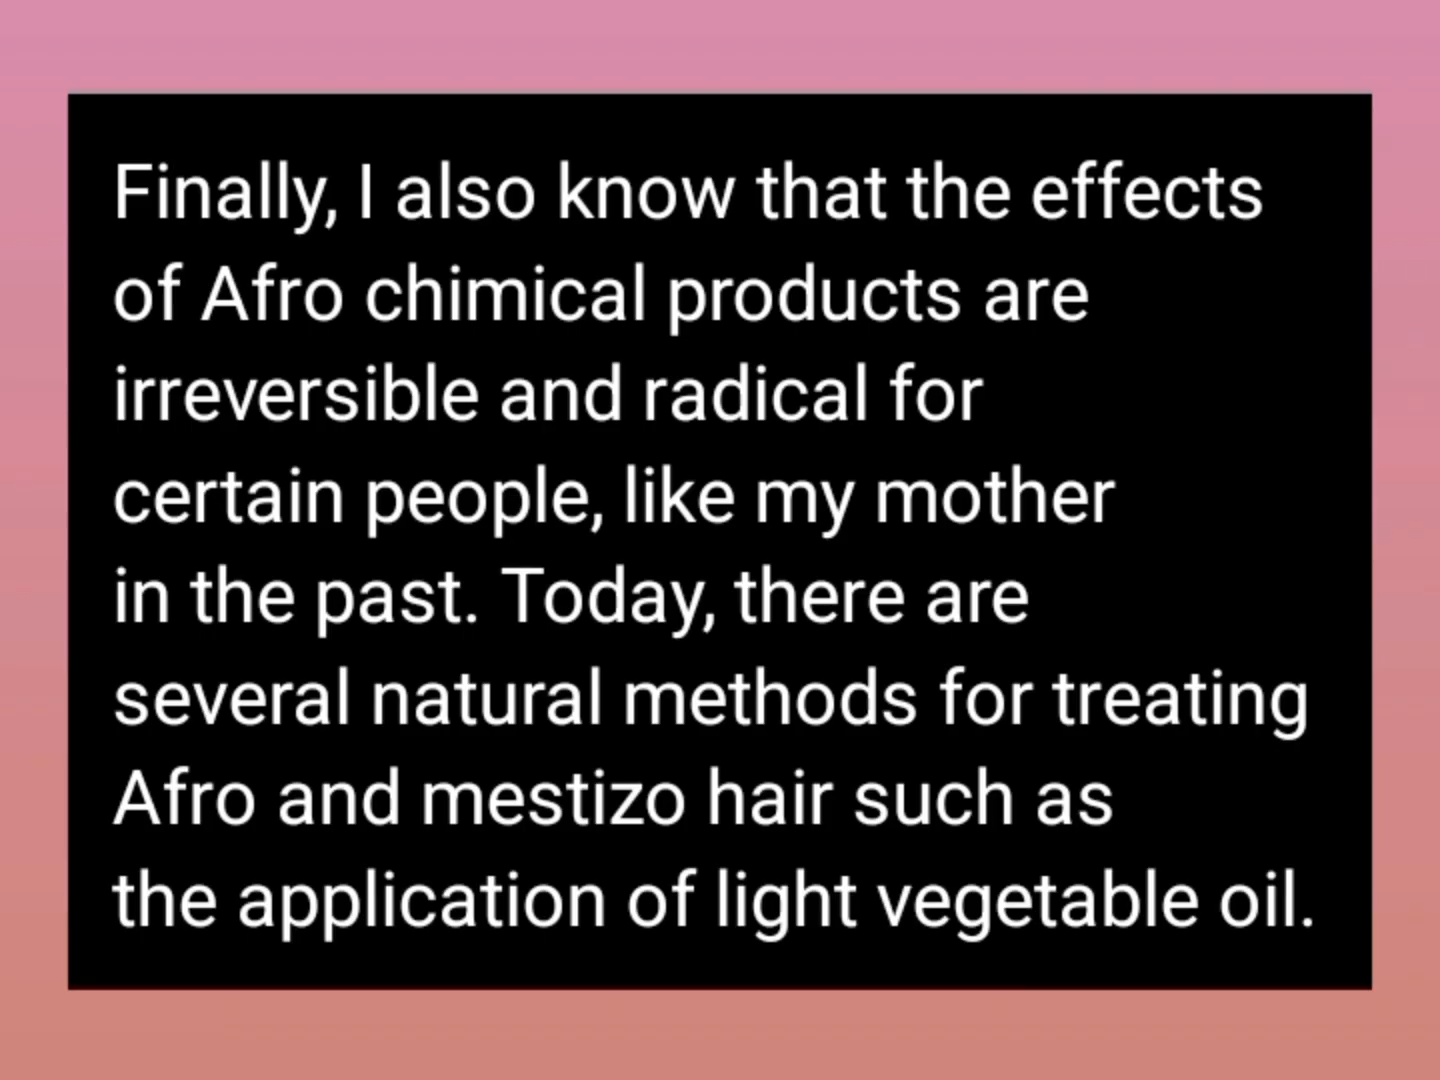 Finally, I also know that the effects
of Afro chimical products are
irreversible and radical for
certain people, like my mother
in the past. Today, there are
several natural methods for treating
Afro and mestizo hair such as
the application of light vegetable oil.